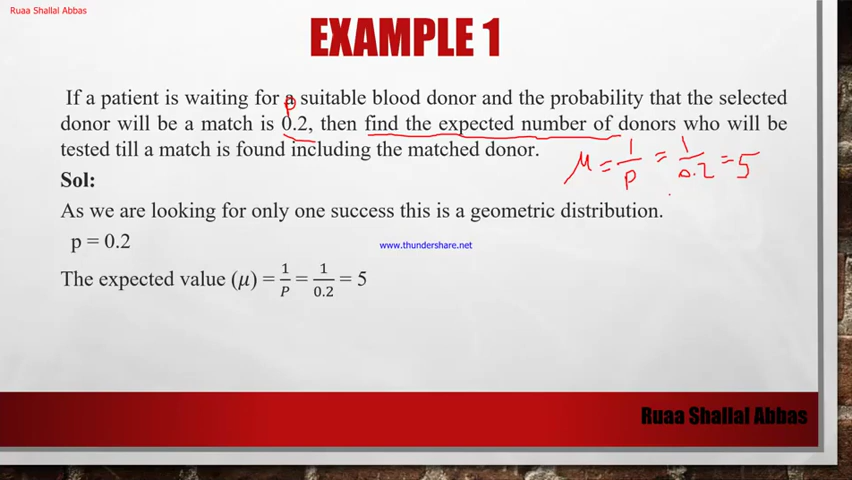 Ruaa Shallal Abbas
EXAMPLE 1
If a patient is waiting for a suitable blood donor and the probability that the selected
P
donor will be a match is 0.2, then find the expected number of donors who will be
tested till a match is found including the matched donor.
μ = 1/P = 1/0.2 = 5
Sol:
As we are looking for only one success this is a geometric distribution.
p = 0.2
www.thundershare.net
The expected value (μ) = 1/P = 1/0.2 = 5
Ruaa Shallal Abbas